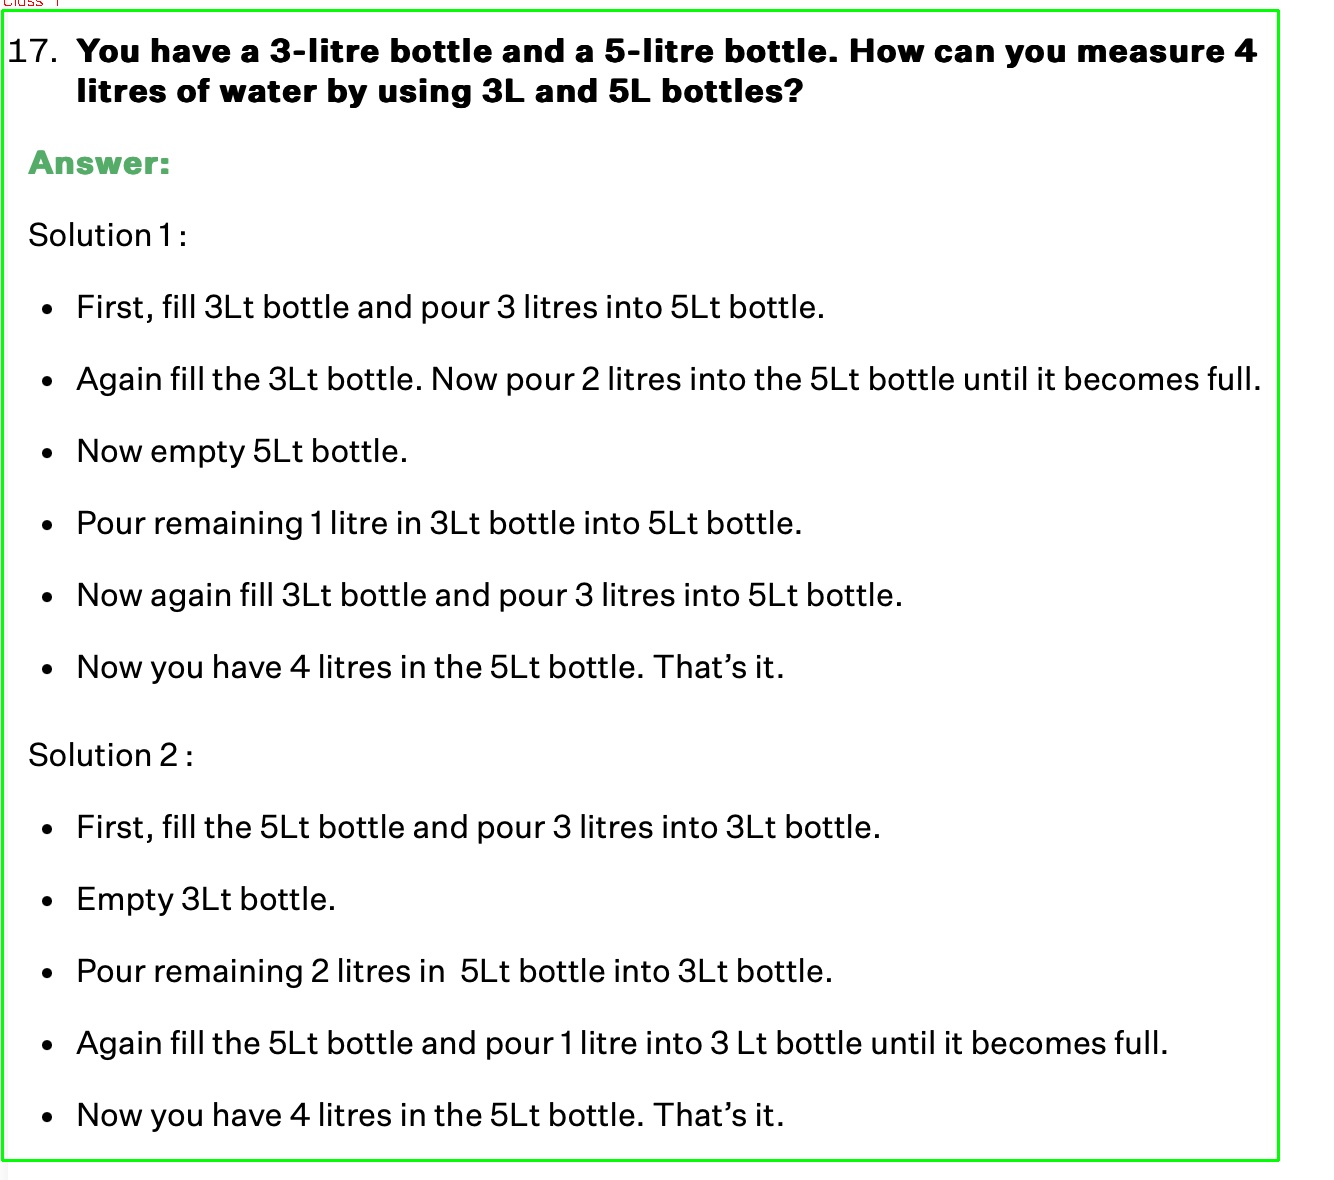 Class 1
17. You have a 3-litre bottle and a 5-litre bottle. How can you measure 4
litres of water by using 3L and 5L bottles?
Answer:
Solution 1 :
• First, fill 3Lt bottle and pour 3 litres into 5Lt bottle.
• Again fill the 3Lt bottle. Now pour 2 litres into the 5Lt bottle until it becomes full.
• Now empty 5Lt bottle.
• Pour remaining 1 litre in 3Lt bottle into 5Lt bottle.
• Now again fill 3Lt bottle and pour 3 litres into 5Lt bottle.
• Now you have 4 litres in the 5Lt bottle. That’s it.
Solution 2 :
• First, fill the 5Lt bottle and pour 3 litres into 3Lt bottle.
• Empty 3Lt bottle.
• Pour remaining 2 litres in 5Lt bottle into 3Lt bottle.
• Again fill the 5Lt bottle and pour 1 litre into 3 Lt bottle until it becomes full.
• Now you have 4 litres in the 5Lt bottle. That’s it.